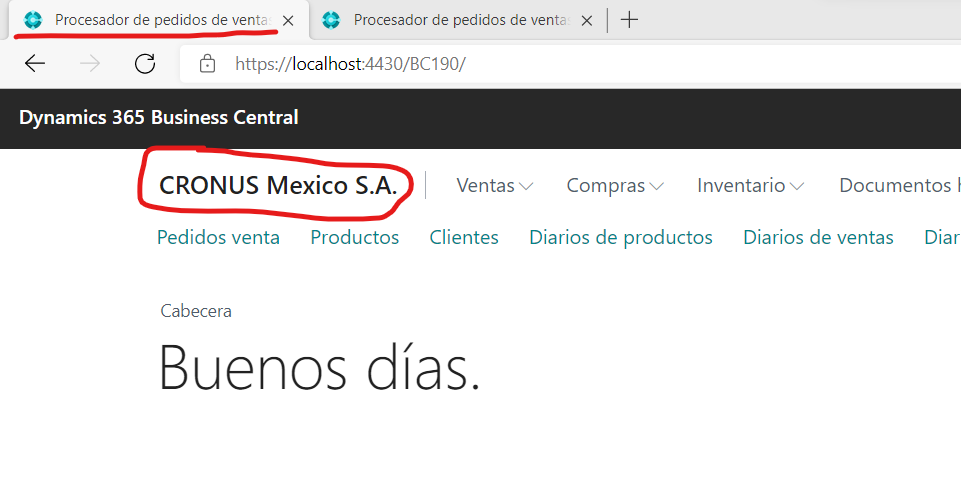 Procesador de pedidos de venta Procesador de pedidos de venta
https://localhost:4430/BC190/
Dynamics 365 Business Central
CRONUS Mexico S.A. Ventas Compras Inventario Documentos
Pedidos venta Productos Clientes Diarios de productos Diarios de ventas Diar
Cabecera
Buenos días.